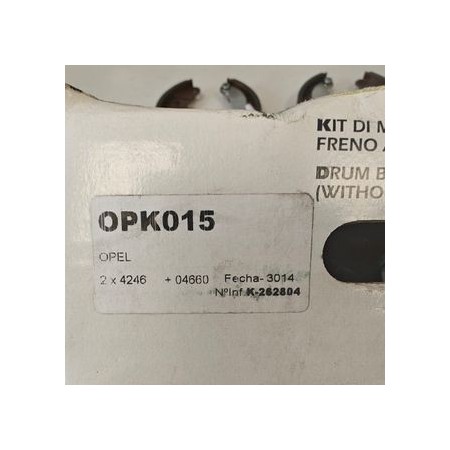 KIT DI M
FRENO A
DRUM B
(WITHO
OPK015
OPEL
2 x 4246 + 04660 Fecha- 3014
NºInf.K-262804